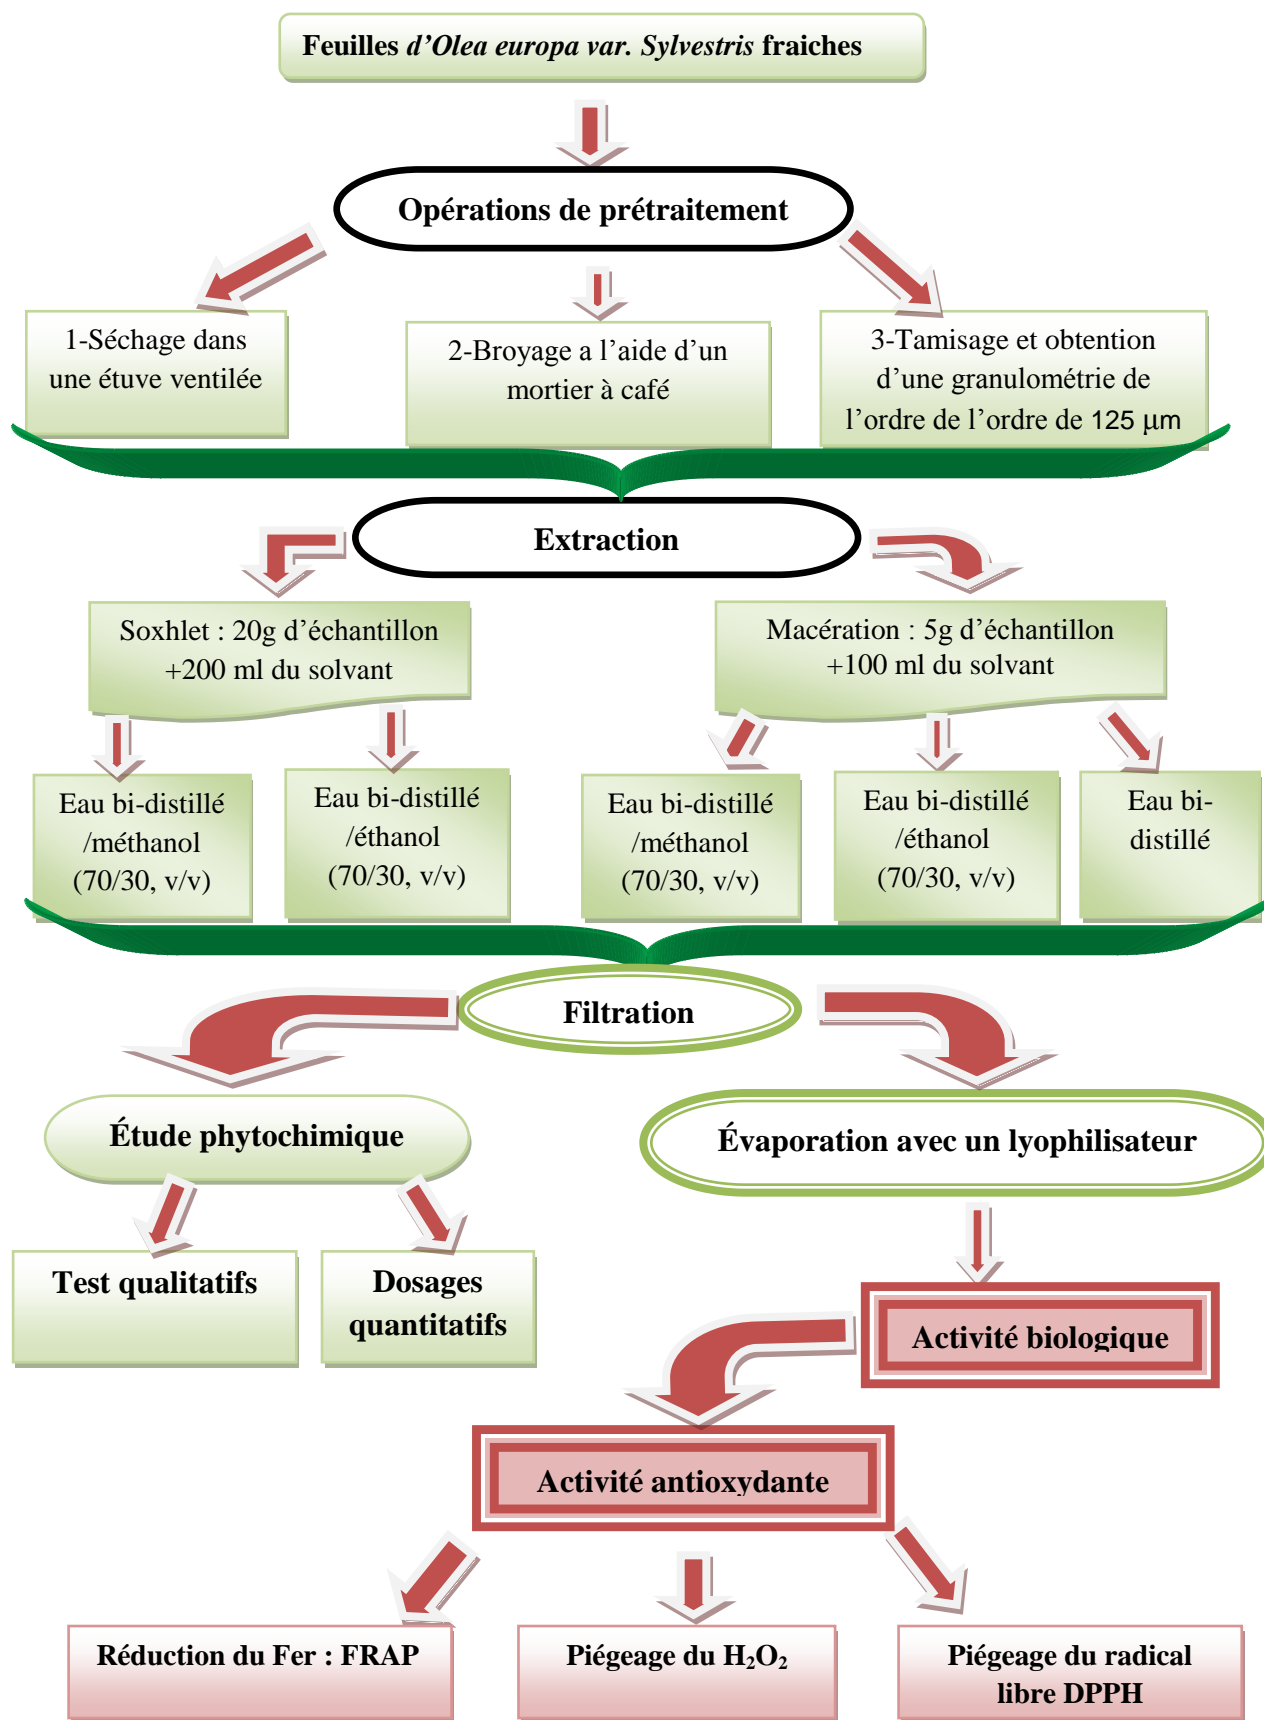 Feuilles d’Olea europa var. Sylvestris fraiches
Opérations de prétraitement
1-Séchage dans
une étuve ventilée
2-Broyage a l’aide d’un
mortier à café
3-Tamisage et obtention
d’une granulométrie de
l’ordre de l’ordre de 125 µm
Extraction
Soxhlet : 20g d’échantillon
+200 ml du solvant
Macération : 5g d’échantillon
+100 ml du solvant
Eau bi-distillé
/méthanol
(70/30, v/v)
Eau bi-distillé
/éthanol
(70/30, v/v)
Eau bi-distillé
/méthanol
(70/30, v/v)
Eau bi-distillé
/éthanol
(70/30, v/v)
Eau bi-
distillé
Filtration
Étude phytochimique
Évaporation avec un lyophilisateur
Test qualitatifs
Dosages
quantitatifs
Activité biologique
Activité antioxydante
Réduction du Fer : FRAP
Piégeage du H₂O₂
Piégeage du radical
libre DPPH